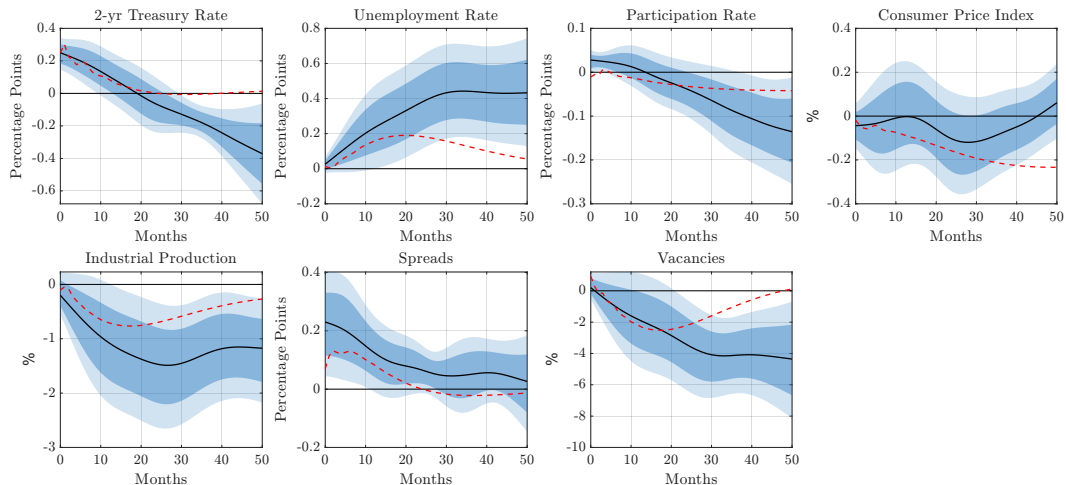 2-yr Treasury Rate
Percentage Points
0.4
0.2
0
-0.2
-0.4
-0.6
0 10 20 30 40 50
Months
Unemployment Rate
Percentage Points
0.8
0.6
0.4
0.2
0
-0.2
0 10 20 30 40 50
Months
Participation Rate
Percentage Points
0.1
0
-0.1
-0.2
-0.3
0 10 20 30 40 50
Months
Consumer Price Index
%
0.4
0.2
0
-0.2
-0.4
0 10 20 30 40 50
Months
Industrial Production
%
0
-1
-2
-3
0 10 20 30 40 50
Months
Spreads
Percentage Points
0.4
0.2
0
-0.2
0 10 20 30 40 50
Months
Vacancies
%
0
-2
-4
-6
-8
-10
0 10 20 30 40 50
Months